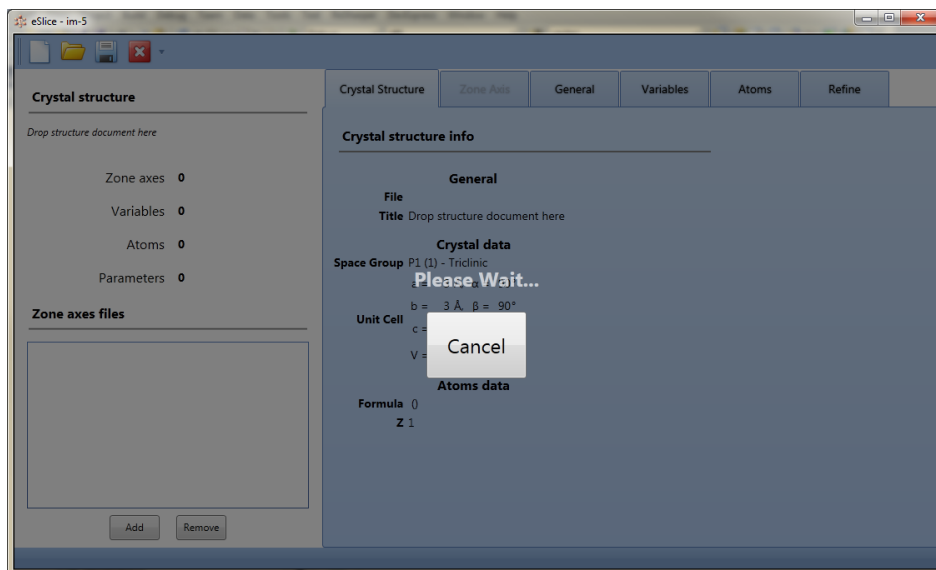 eSlice - im-5
Crystal structure
Drop structure document here
Zone axes 0
Variables 0
Atoms 0
Parameters 0
Zone axes files
Add Remove
Crystal Structure Zone Axis General Variables Atoms Refine
Crystal structure info
General
File
Title Drop structure document here
Crystal data
Space Group P1 (1) - Triclinic
Please Wait...
a =
b = 3 Å, β = 90°
Unit Cell
c =
V =
Cancel
Atoms data
Formula ()
Z 1